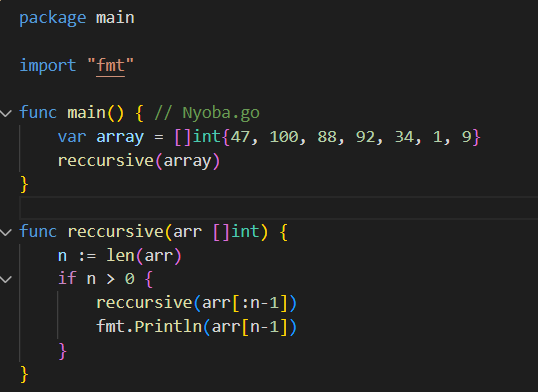 package main
import "fmt"
func main() { // Nyoba.go
var array = []int{47, 100, 88, 92, 34, 1, 9}
reccursive(array)
}
func reccursive(arr []int) {
n := len(arr)
if n > 0 {
reccursive(arr[:n-1])
fmt.Println(arr[n-1])
}
}